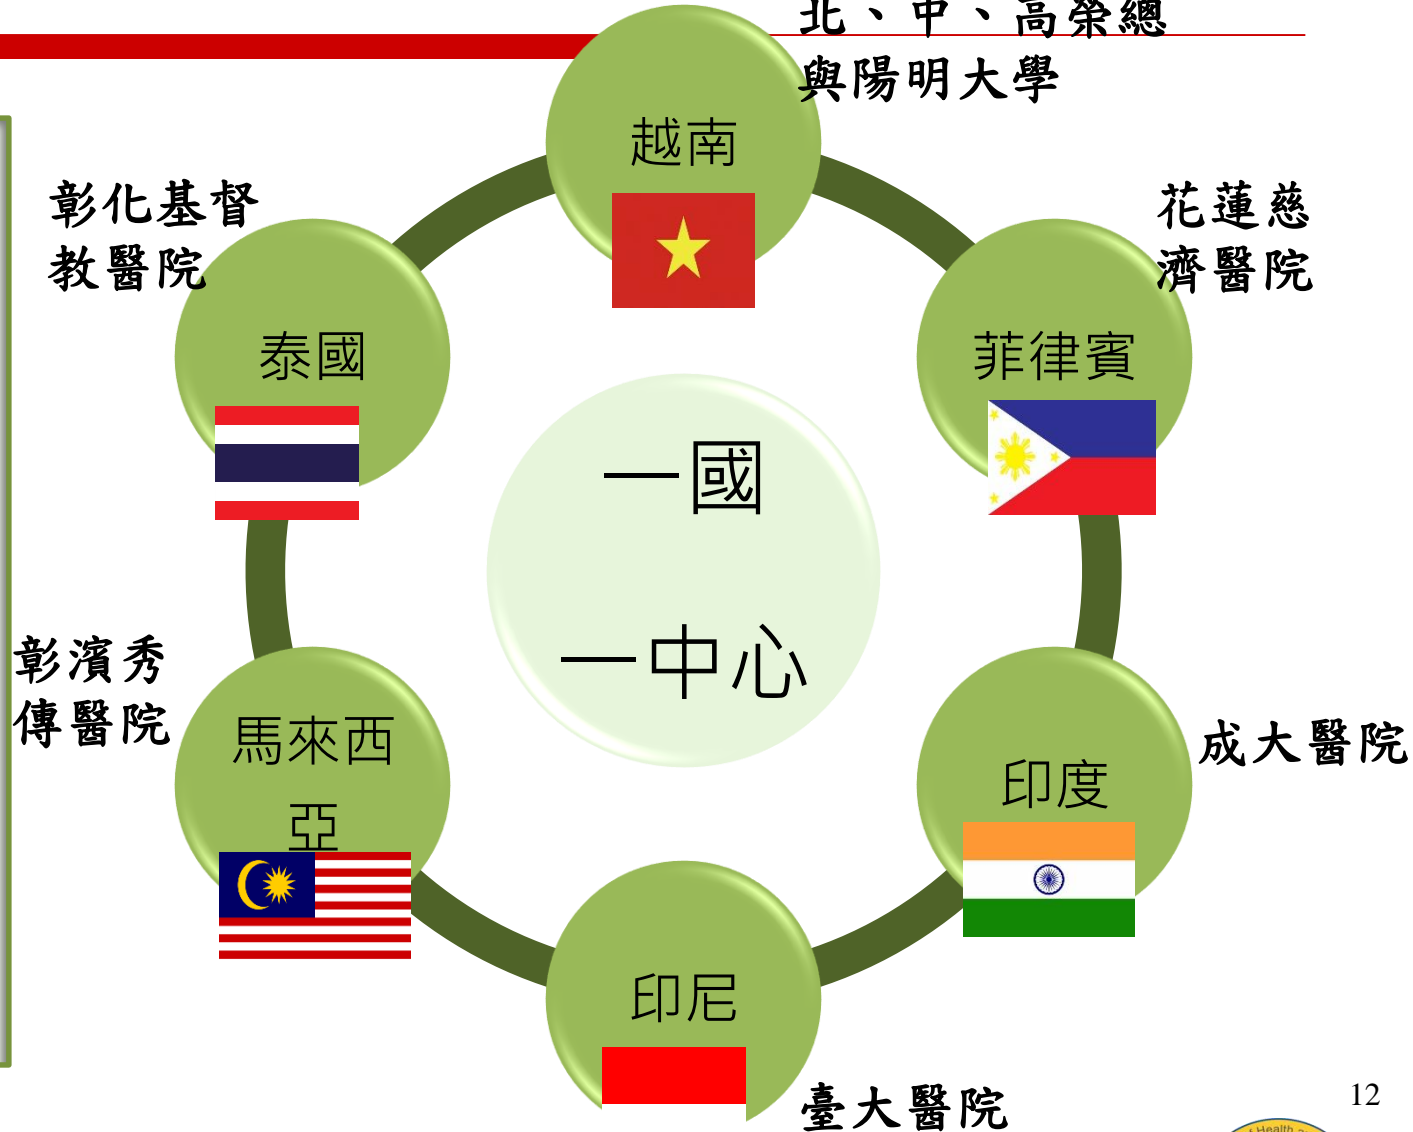 北、中、高榮總
與陽明大學
越南
彰化基督
教醫院
花蓮慈
濟醫院
泰國
菲律賓
一國
一中心
彰濱秀
傳醫院
馬來西
亞
成大醫院
印度
印尼
臺大醫院
12
of Health